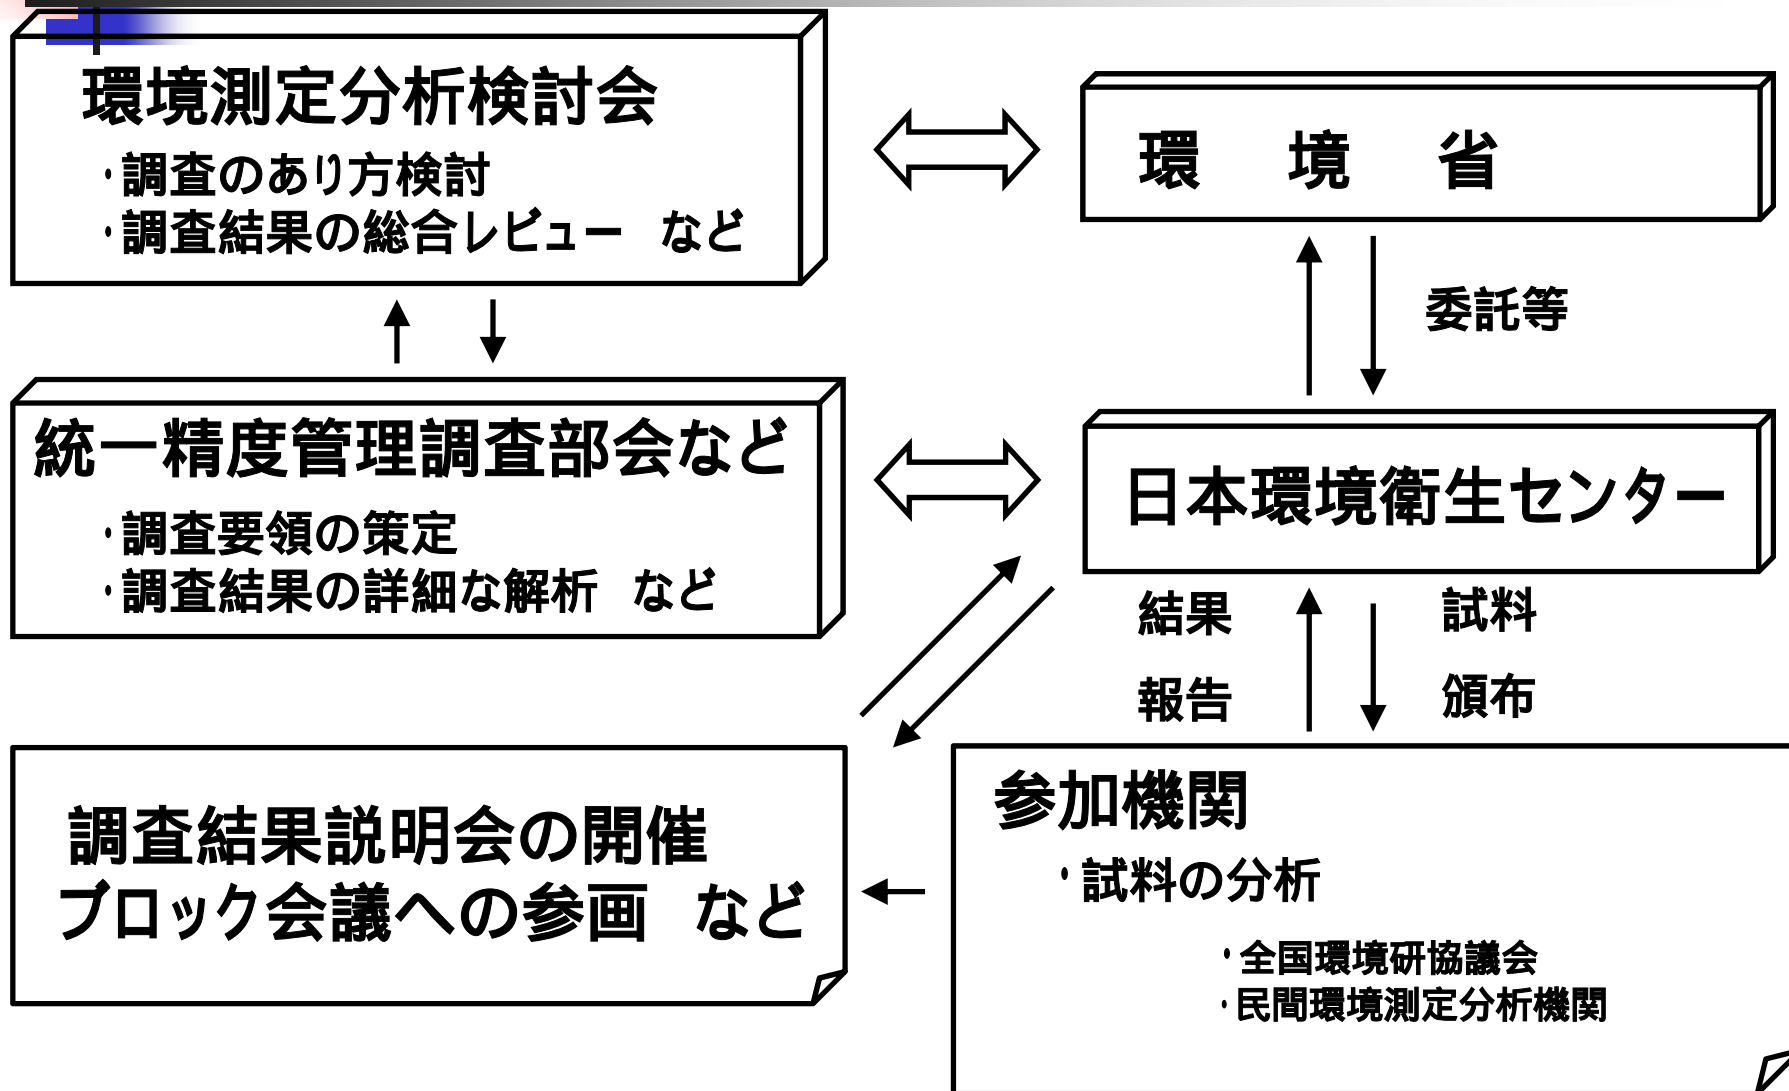 環境測定分析検討会
・調査のあり方検討
・調査結果の総合レビュー など
環 境 省
委託等
統一精度管理調査部会など
・調査要領の策定
・調査結果の詳細な解析 など
日本環境衛生センター
結果
報告
試料
頒布
調査結果説明会の開催
ブロック会議への参画 など
参加機関
・試料の分析
・全国環境研協議会
・民間環境測定分析機関